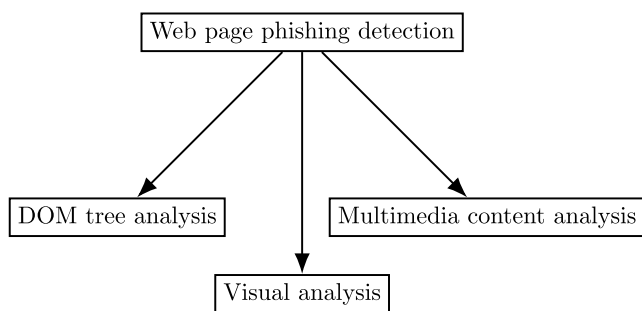 Web page phishing detection
DOM tree analysis
Multimedia content analysis
Visual analysis